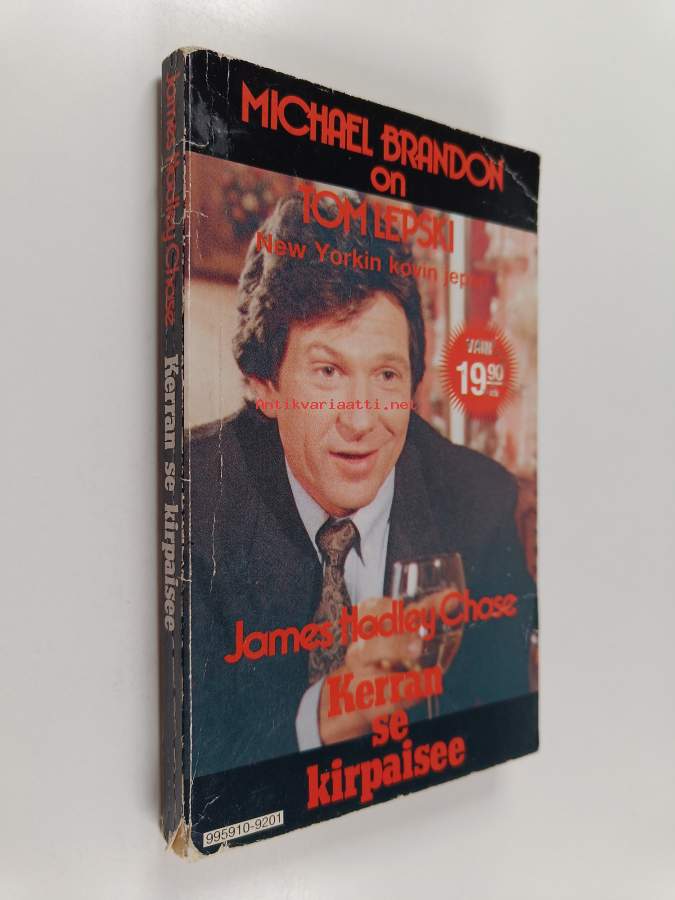 James Hadley Chase Kerran se kirpaisee
MICHAEL BRANDON
on
TOM LEPSKI
New Yorkin kovin
VAIN
19.90
Antikvariaatti.net
James Hadley Chase
Kerran
se
kirpaisee
995910-9201